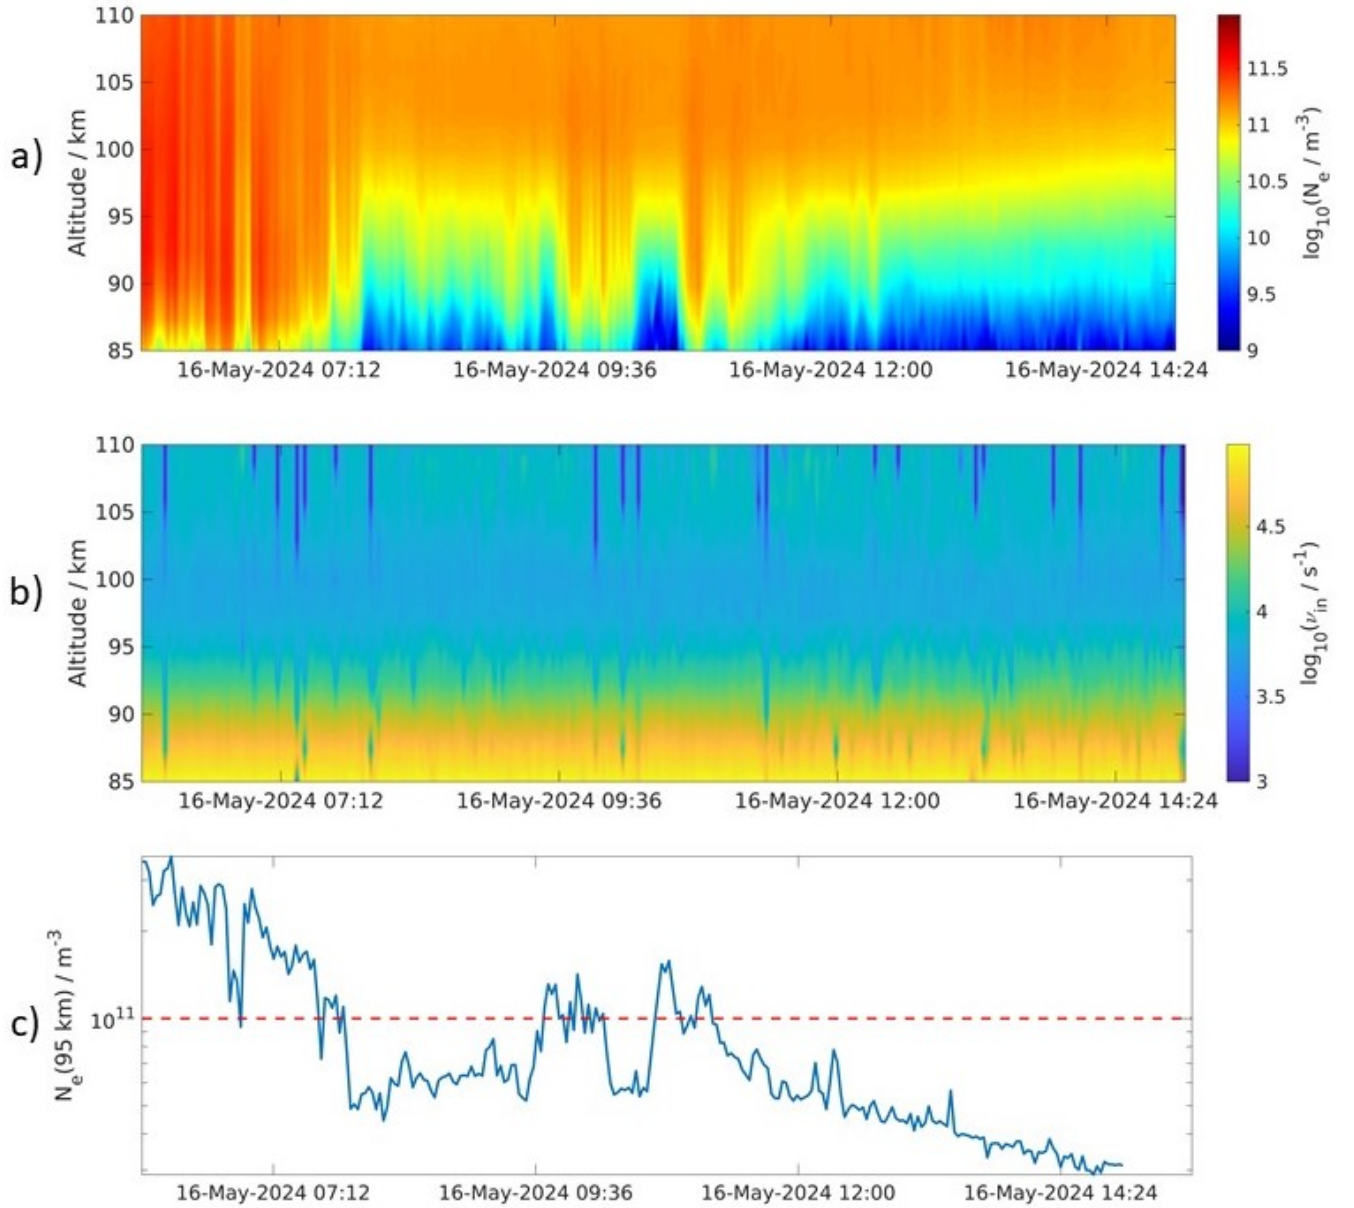 a)
110
105
100
95
90
85
Altitude / km
16-May-2024 07:12
16-May-2024 09:36
16-May-2024 12:00
16-May-2024 14:24
11.5
11
10.5
10
9.5
9
log10(Ne / m-3)
b)
110
105
100
95
90
85
Altitude / km
16-May-2024 07:12
16-May-2024 09:36
16-May-2024 12:00
16-May-2024 14:24
4.5
4
3.5
3
log10(νin / s-1)
c)
10^11
Ne(95 km) / m-3
16-May-2024 07:12
16-May-2024 09:36
16-May-2024 12:00
16-May-2024 14:24